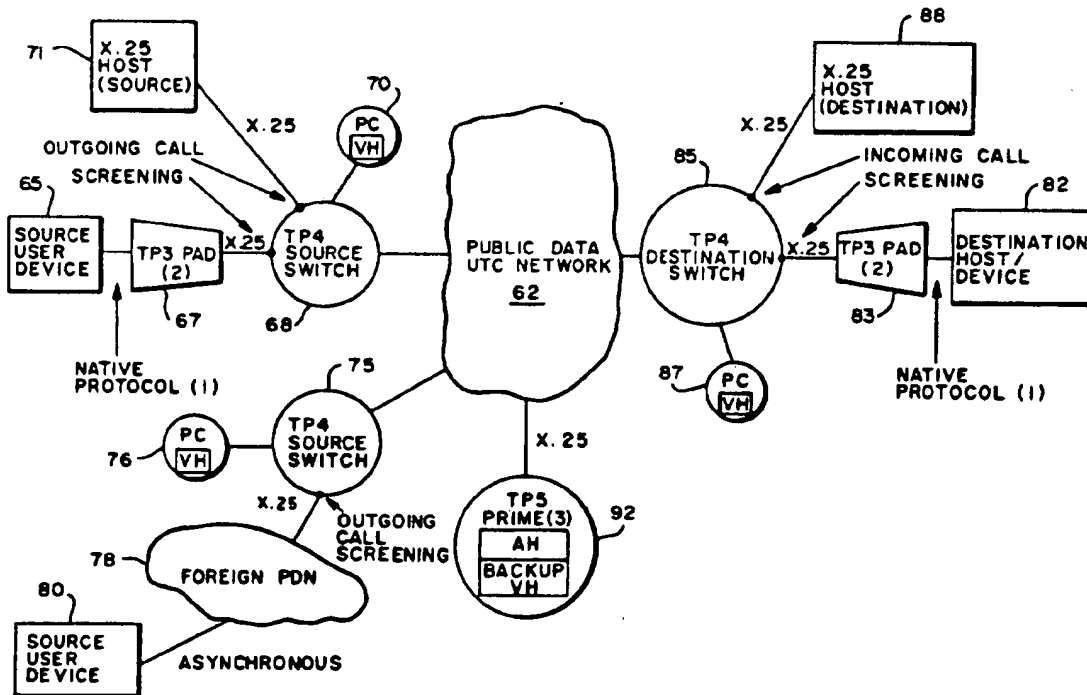 71
X.25
HOST
(SOURCE)
88
X.25
HOST
(DESTINATION)
70
PC
VH
X.25
X.25
OUTGOING CALL
SCREENING
85
INCOMING CALL
SCREENING
82
65
SOURCE
USER
DEVICE
TP3 PAD
(2)
X.25
TP4
SOURCE
SWITCH
PUBLIC DATA
UTC NETWORK
62
TP4
DESTINATION
SWITCH
X.25
TP3 PAD
(2)
DESTINATION
HOST/
DEVICE
67
68
83
NATIVE
PROTOCOL (1)
75
87
PC
VH
NATIVE
PROTOCOL (1)
76
PC
VH
TP4
SOURCE
SWITCH
X.25
X.25
OUTGOING
CALL
SCREENING
TP5
PRIME(3)
AH
BACKUP
VH
92
78
FOREIGN PDN
80
SOURCE
USER
DEVICE
ASYNCHRONOUS